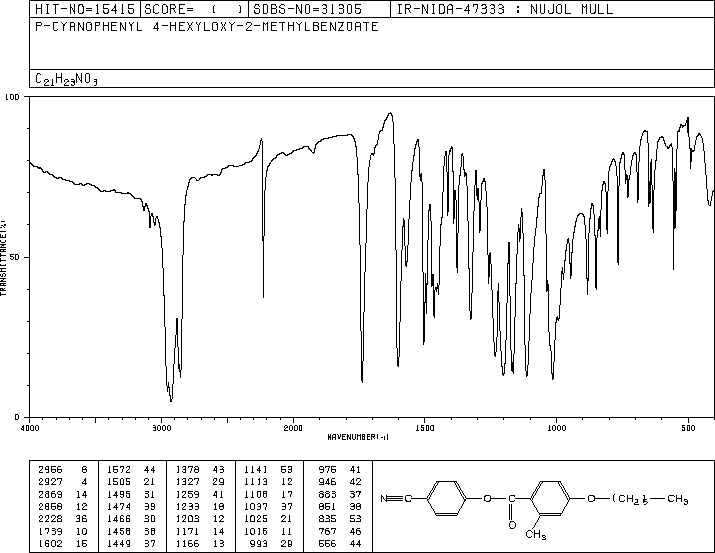 HIT-NO=15415 SCORE= ( ) SDBS-NO=31305 IR-NIDA-47333 : NUJOL MULL
P-CYANOPHENYL 4-HEXYLOXY-2-METHYLBENZOATE
C21H23NO3
100
50
0
TRANSMITTANCE(%)
4000 3000 2000 1500 1000 500
WAVENUMBER(-1)
2956 6 1572 44 1378 43 1141 53 975 41
2927 4 1505 21 1327 29 1113 12 946 42
2869 14 1495 31 1259 41 1108 17 883 37
2858 12 1474 39 1233 18 1037 37 851 38
2228 36 1466 30 1203 12 1025 21 835 53
1739 10 1458 38 1171 14 1016 11 767 46
1602 15 1449 37 1166 13 993 29 556 44
N C O C O O (CH2)5 CH3
CH3